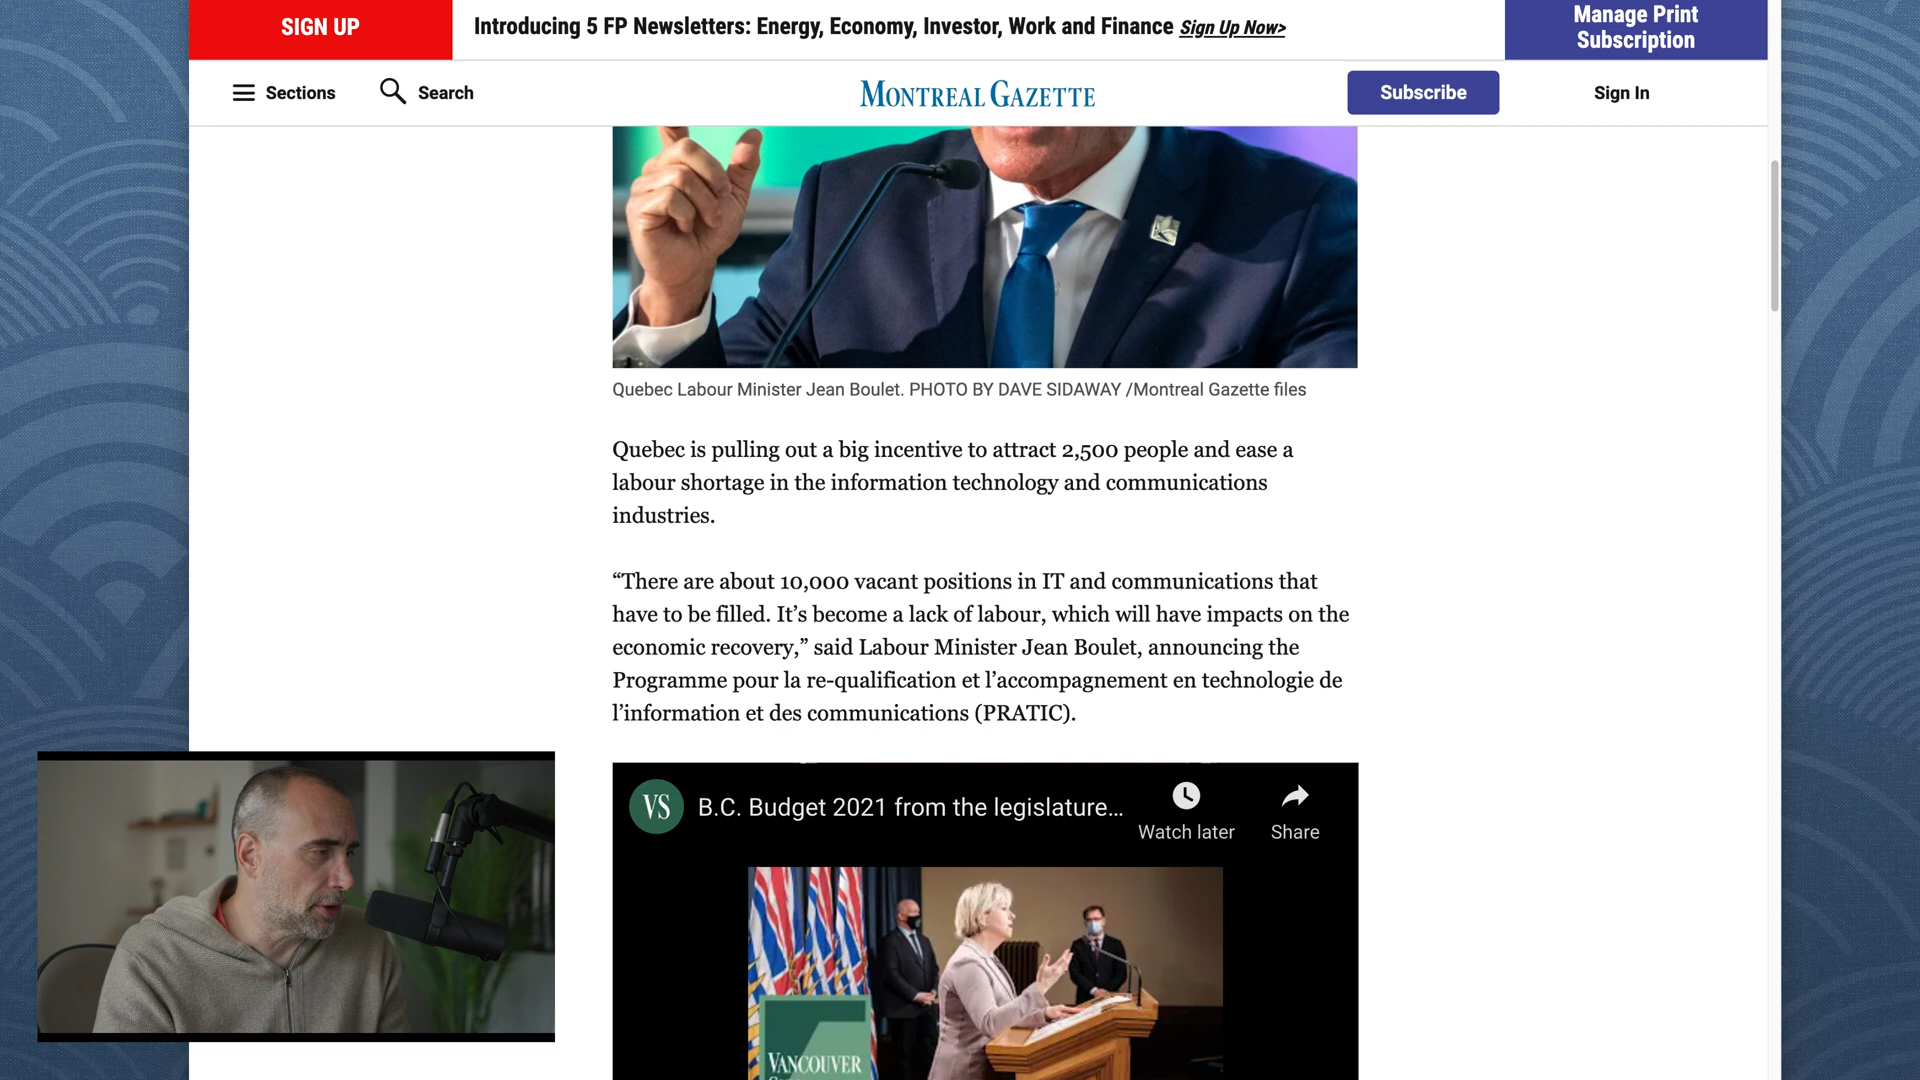 SIGN UP
Introducing 5 FP Newsletters: Energy, Economy, Investor, Work and Finance Sign Up Now>
Manage Print
Subscription
Sections
Search
MONTREAL GAZETTE
Subscribe
Sign In
Quebec Labour Minister Jean Boulet. PHOTO BY DAVE SIDAWAY /Montreal Gazette files
Quebec is pulling out a big incentive to attract 2,500 people and ease a
labour shortage in the information technology and communications
industries.
“There are about 10,000 vacant positions in IT and communications that
have to be filled. It’s become a lack of labour, which will have impacts on the
economic recovery,” said Labour Minister Jean Boulet, announcing the
Programme pour la re-qualification et l’accompagnement en technologie de
l’information et des communications (PRATIC).
VS
B.C. Budget 2021 from the legislature...
Watch later
Share
VANCOUVER